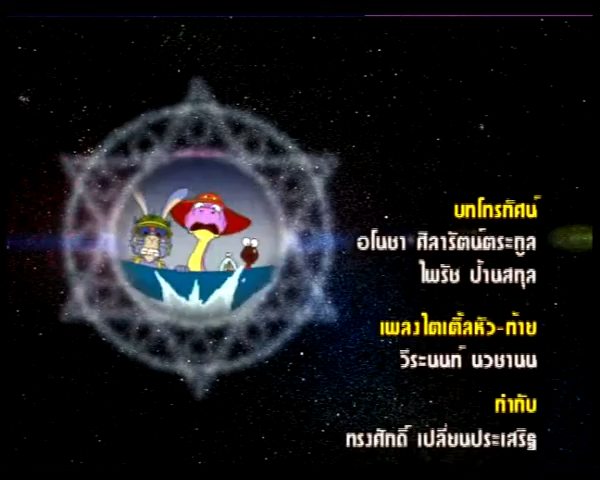 บทโทรทัศน์
อโนชา ศิลารัตน์ตระกูล
ไพรัช ป้านสกุล
เพลงไตเติ้ลหัว-ท้าย
วีระนนท์ นวชานน
กำกับ
ทรงศักดิ์ เปลี่ยนประเสริฐ